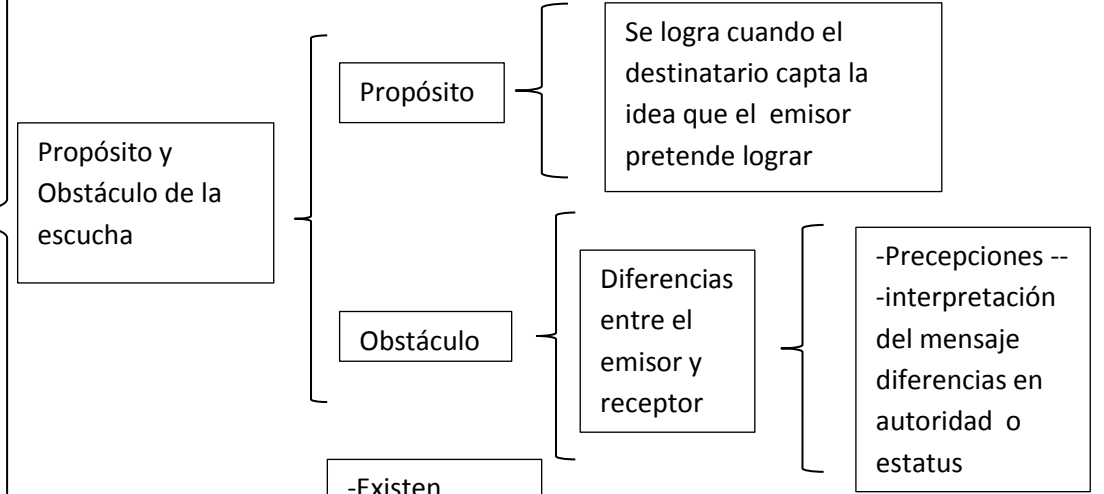 Propósito y
Obstáculo de la
escucha
Propósito
Se logra cuando el
destinatario capta la
idea que el emisor
pretende lograr
Obstáculo
Diferencias
entre el
emisor y
receptor
-Precepciones --
-interpretación
del mensaje
diferencias en
autoridad o
estatus
-Existen